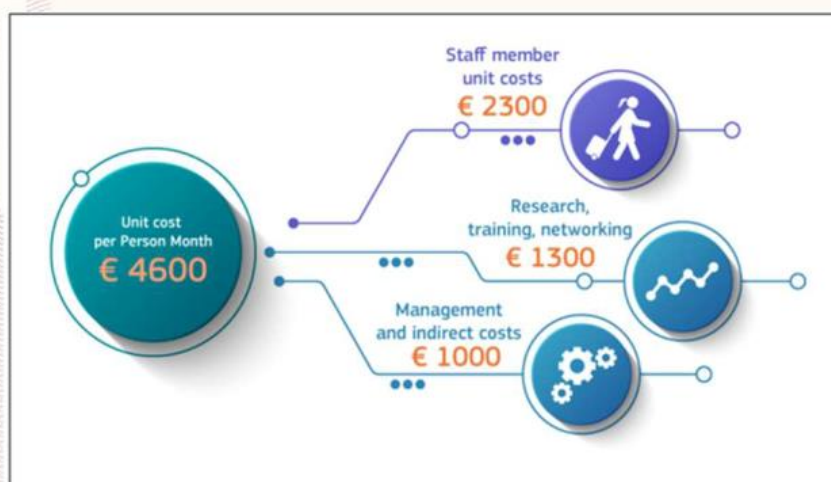 Staff member
unit costs
€ 2300
Unit cost
per Person Month
€ 4600
Research,
training, networking
€ 1300
Management
and indirect costs
€ 1000